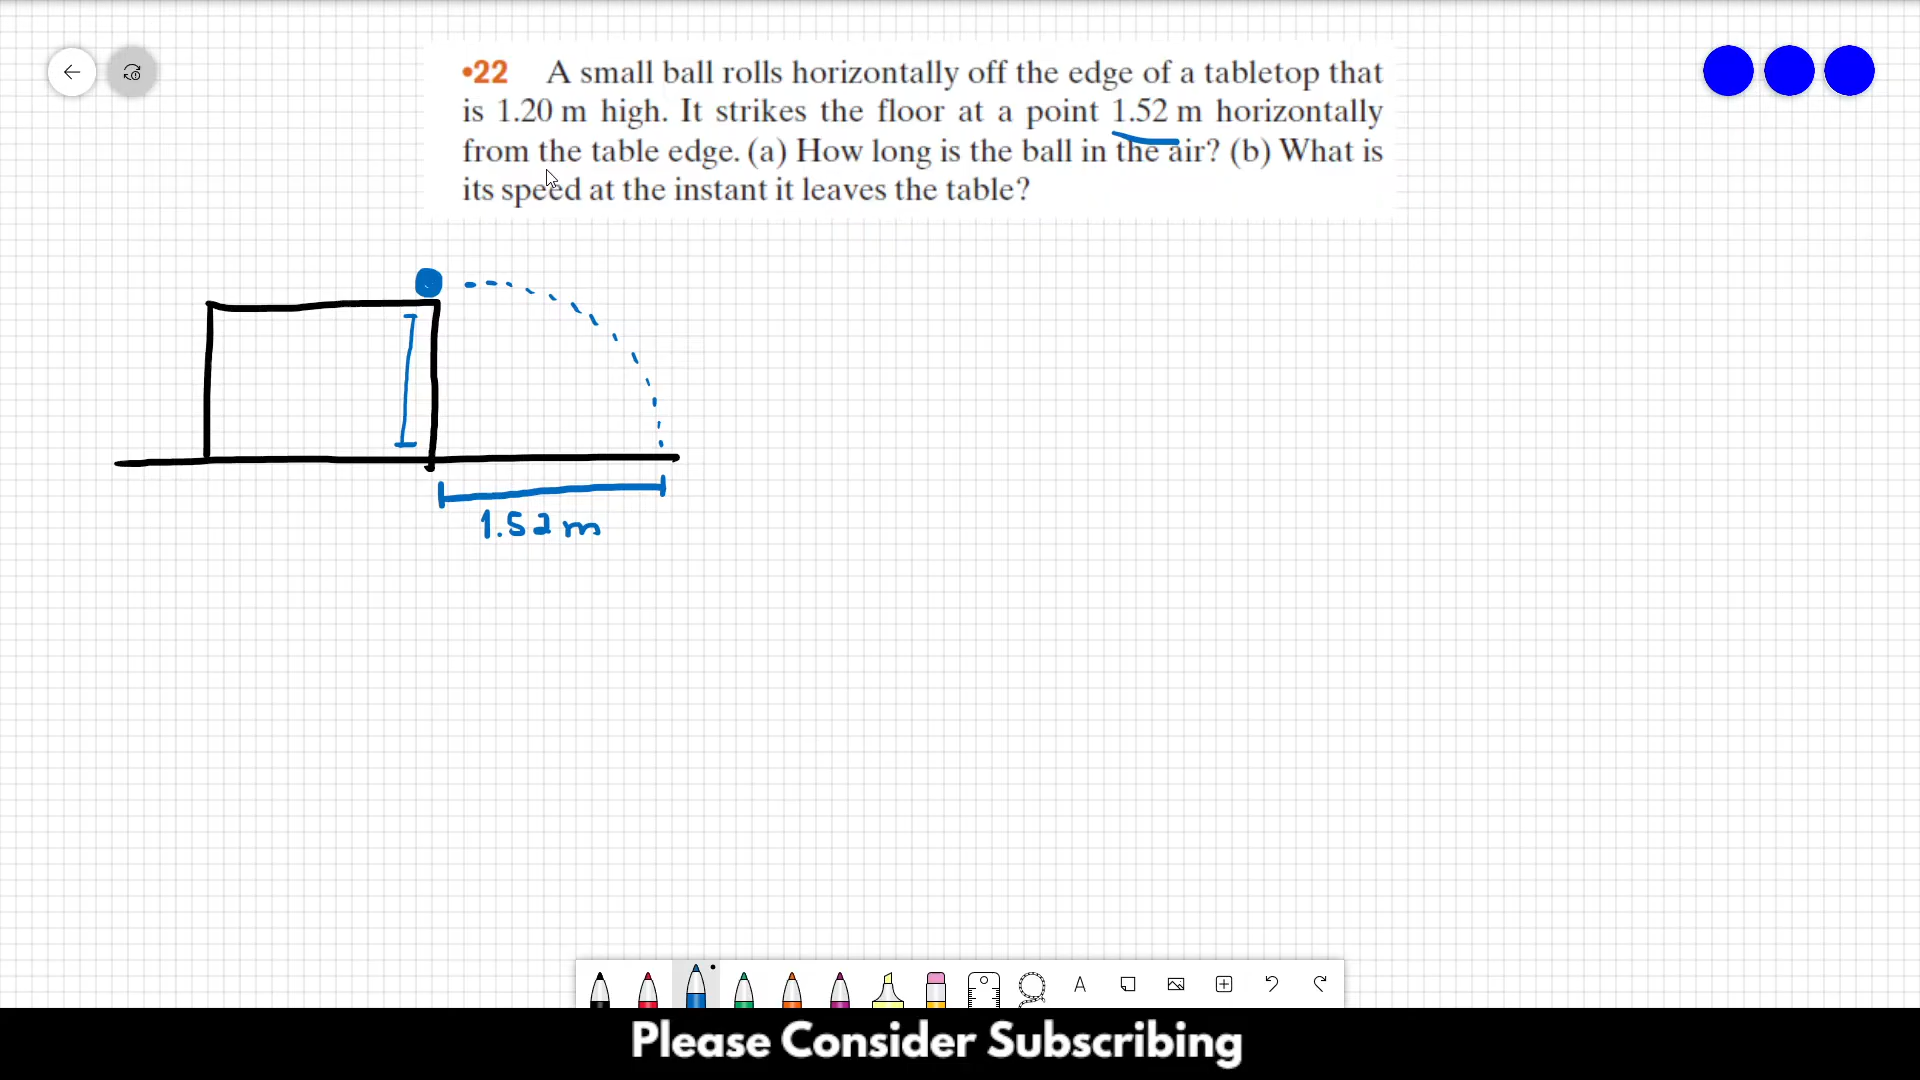 •22 A small ball rolls horizontally off the edge of a tabletop that
is 1.20 m high. It strikes the floor at a point 1.52 m horizontally
from the table edge. (a) How long is the ball in the air? (b) What is
its speed at the instant it leaves the table?
1.52 m
A
Please Consider Subscribing